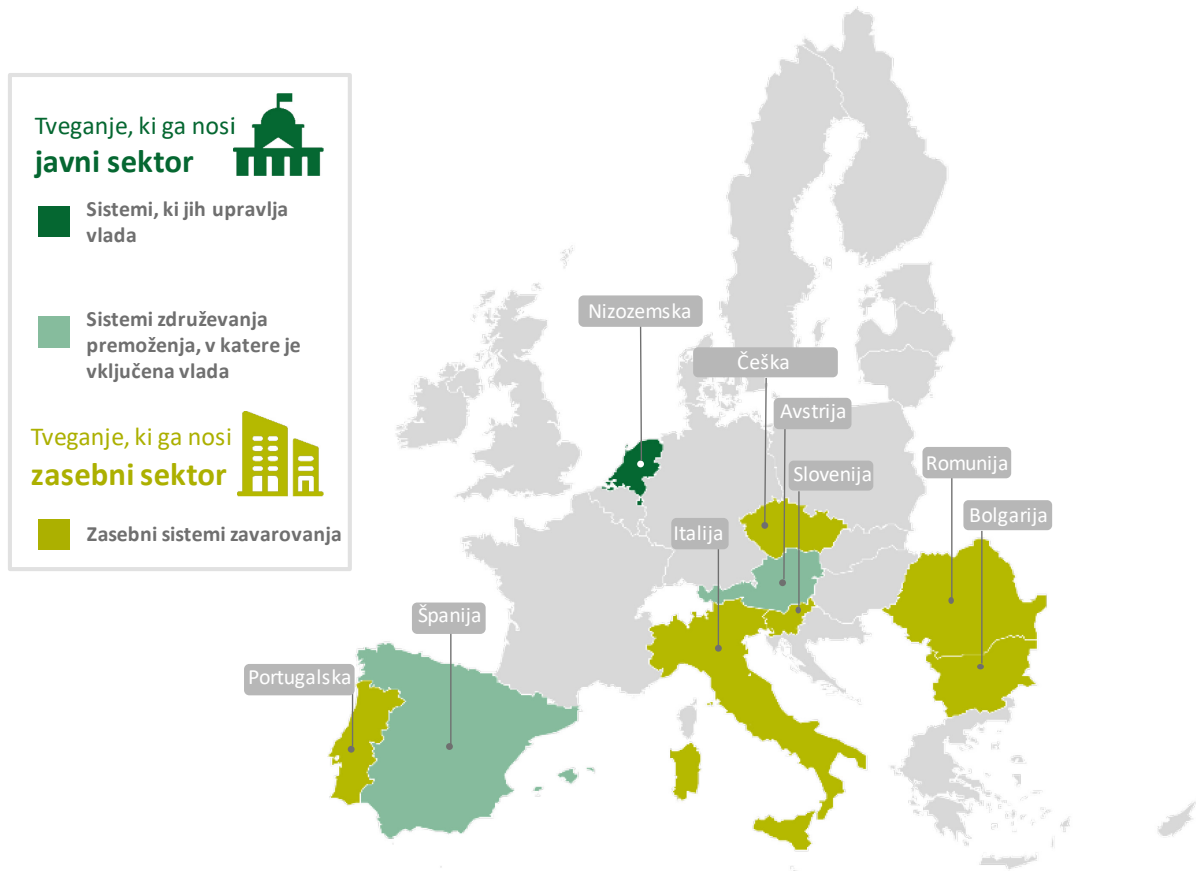 Tveganje, ki ga nosi
javni sektor
Sistemi, ki jih upravlja
vlada
Sistemi združevanja
premoženja, v katere je
vključena vlada
Tveganje, ki ga nosi
zasebni sektor
Zasebni sistemi zavarovanja
Nizozemska
Češka
Avstrija
Slovenija
Romunija
Bolgarija
Italija
Španija
Portugalska